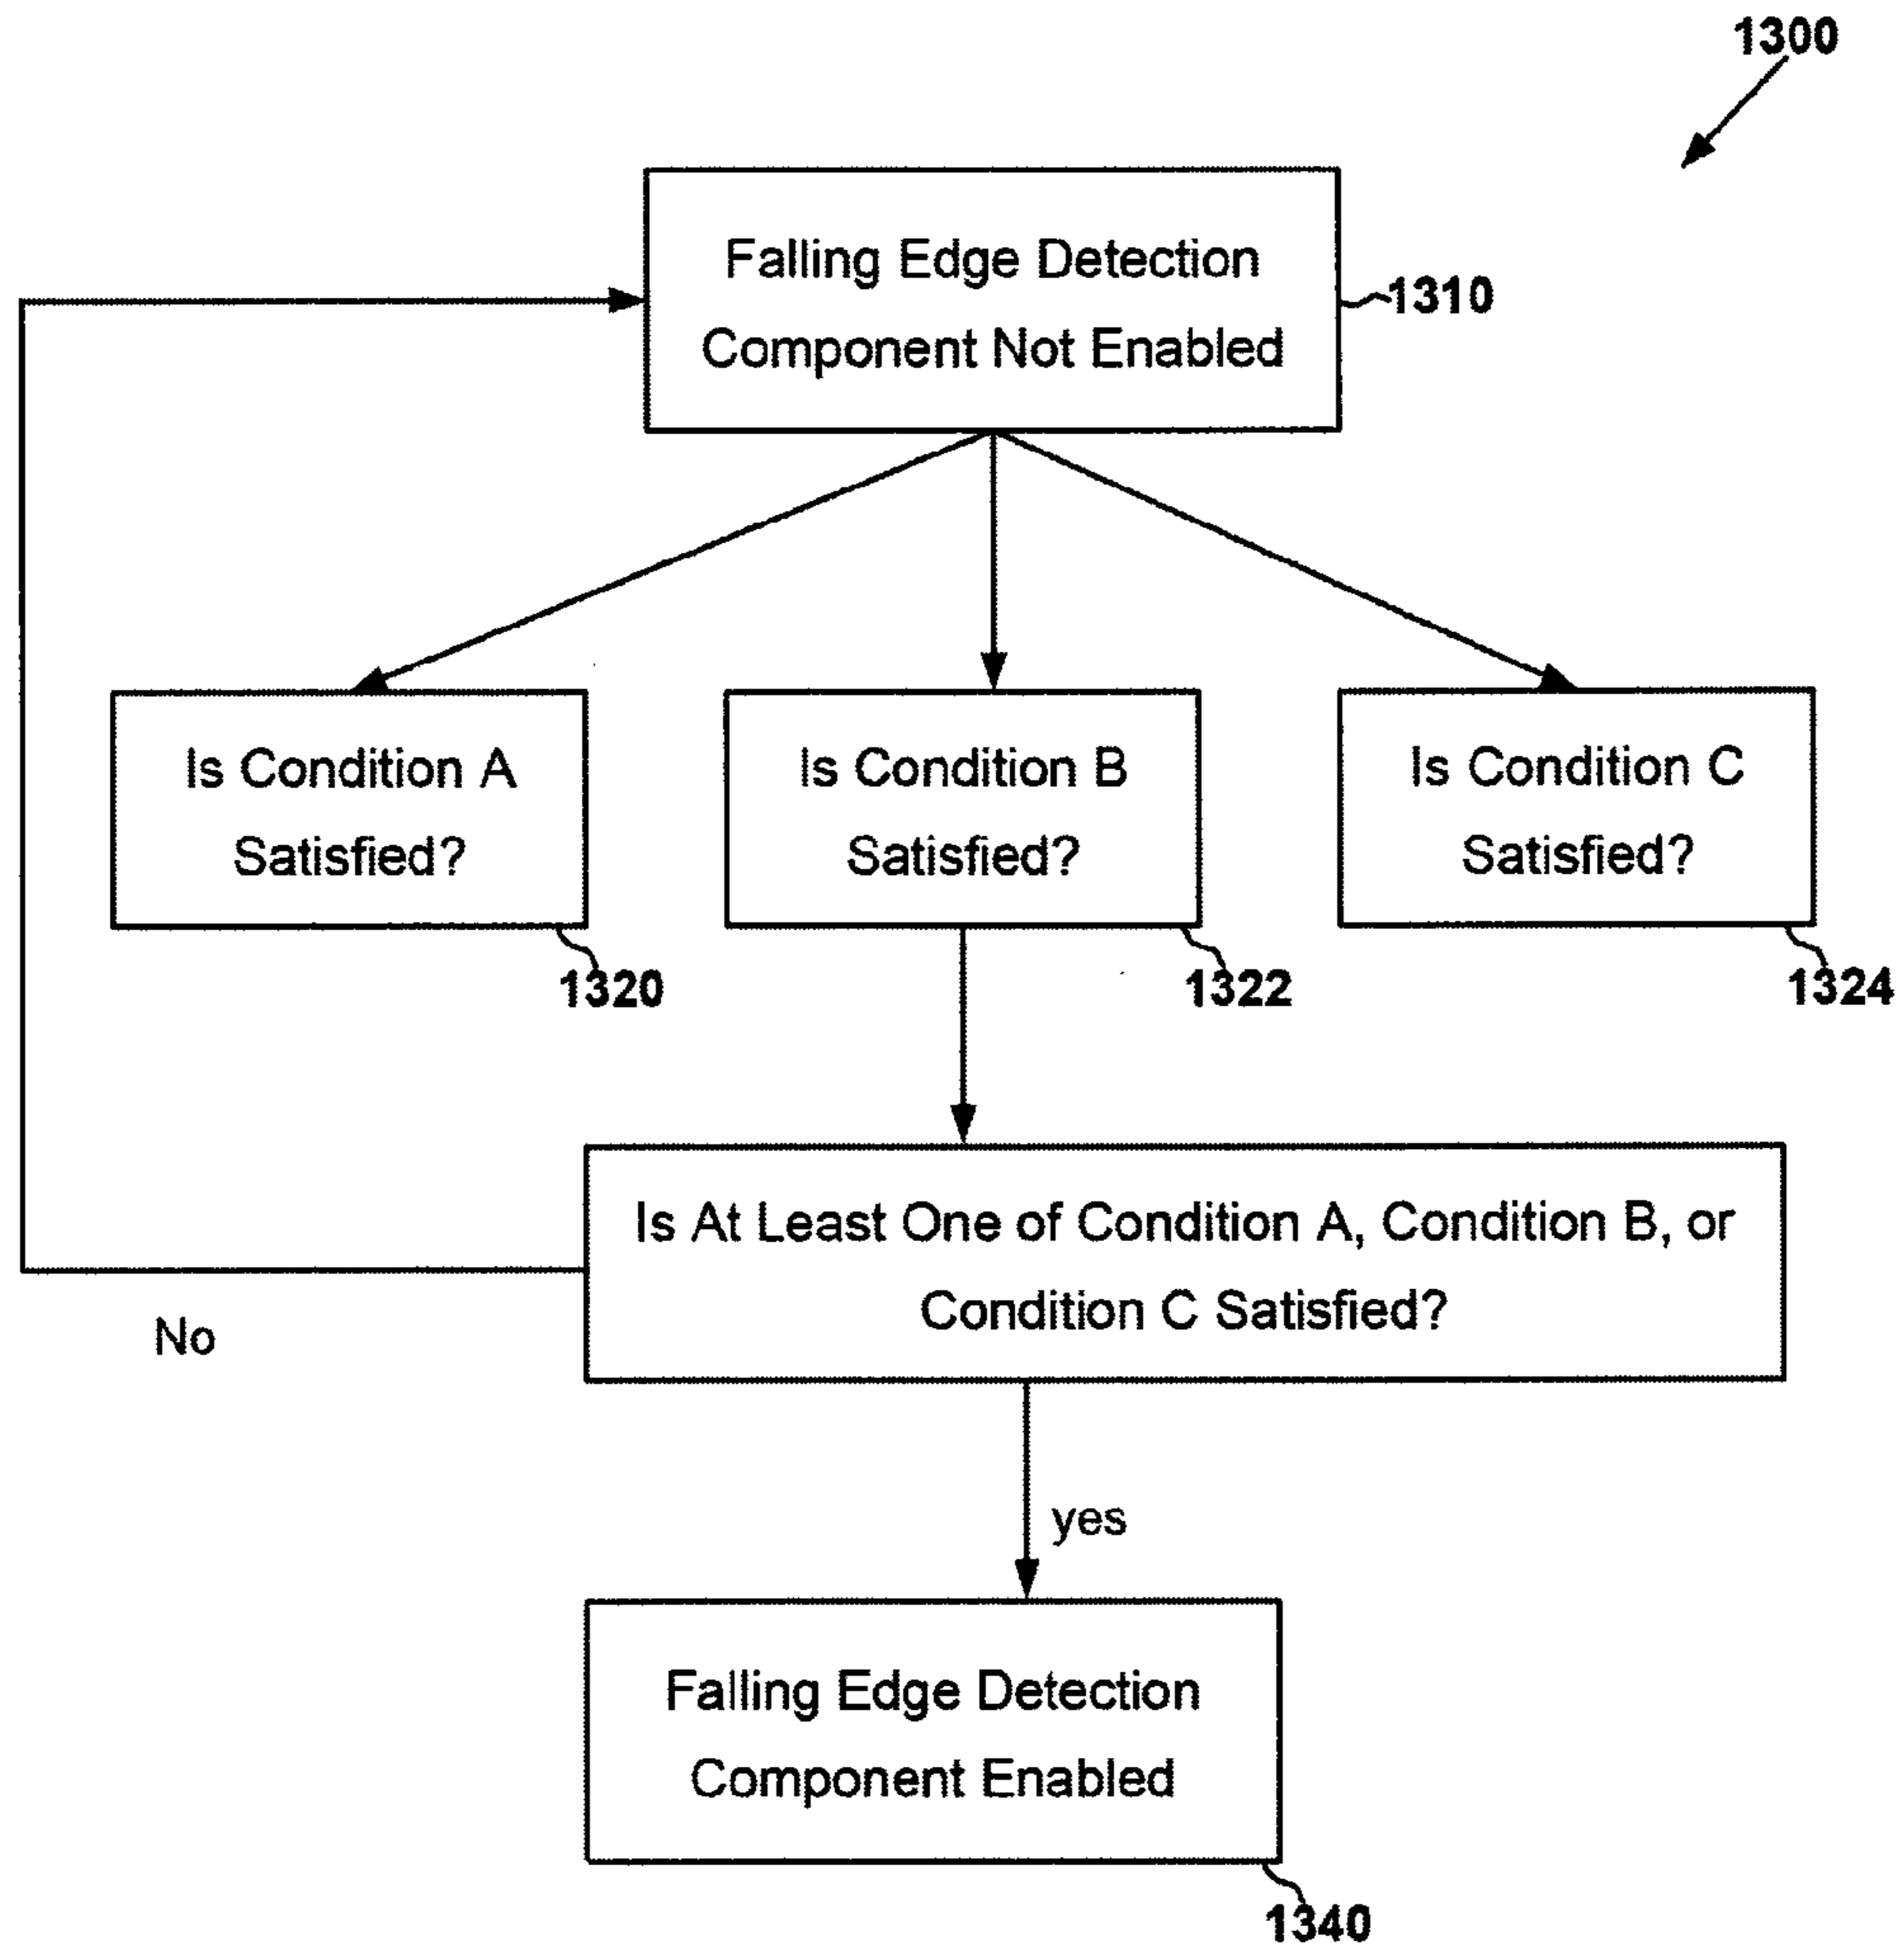 1300
Falling Edge Detection
Component Not Enabled
1310
Is Condition A
Satisfied?
1320
Is Condition B
Satisfied?
1322
Is Condition C
Satisfied?
1324
Is At Least One of Condition A, Condition B, or
Condition C Satisfied?
No
yes
Falling Edge Detection
Component Enabled
1340